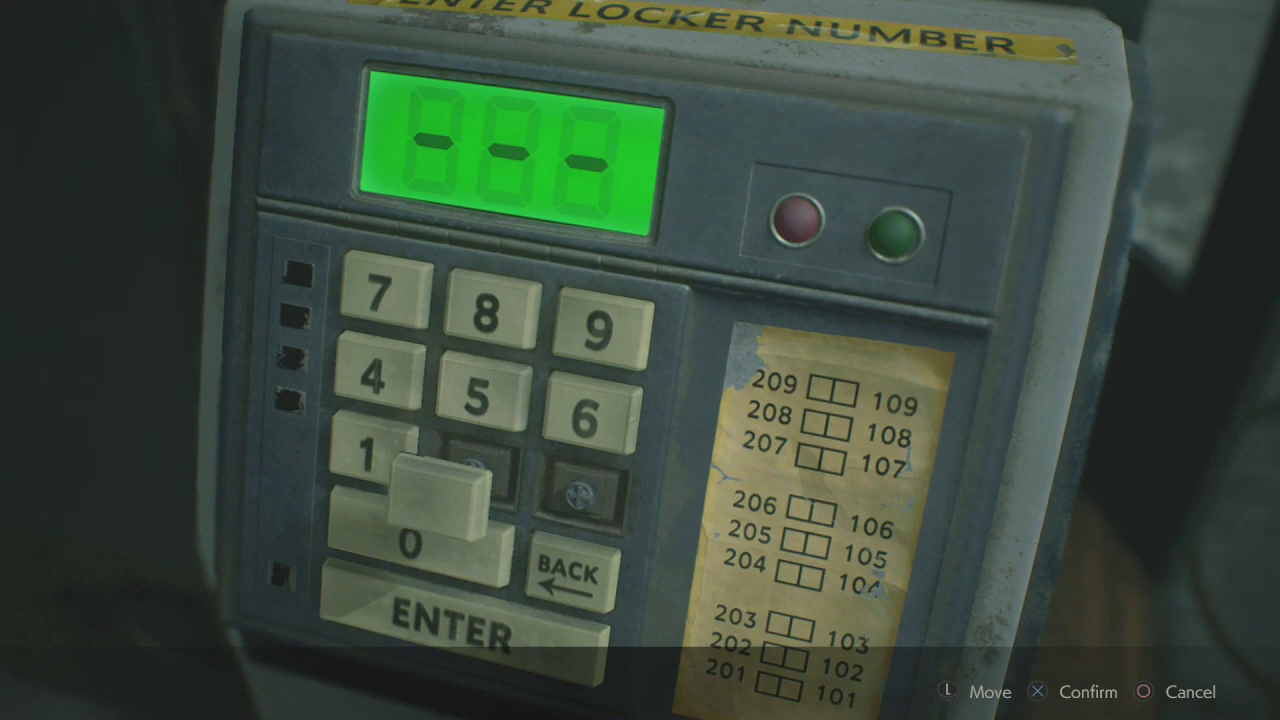 ENTER LOCKER NUMBER
---
7 8 9
4 5 6
1
0
BACK
ENTER
209 109
208 108
207 107
206 106
205 105
204 104
203 103
202 102
201 101
L Move X Confirm O Cancel